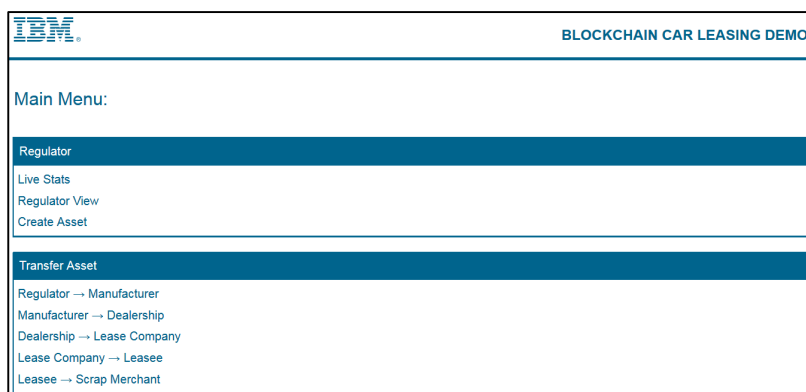 IBM®
BLOCKCHAIN CAR LEASING DEMO
Main Menu:
Regulator
Live Stats
Regulator View
Create Asset
Transfer Asset
Regulator → Manufacturer
Manufacturer → Dealership
Dealership → Lease Company
Lease Company → Leasee
Leasee → Scrap Merchant